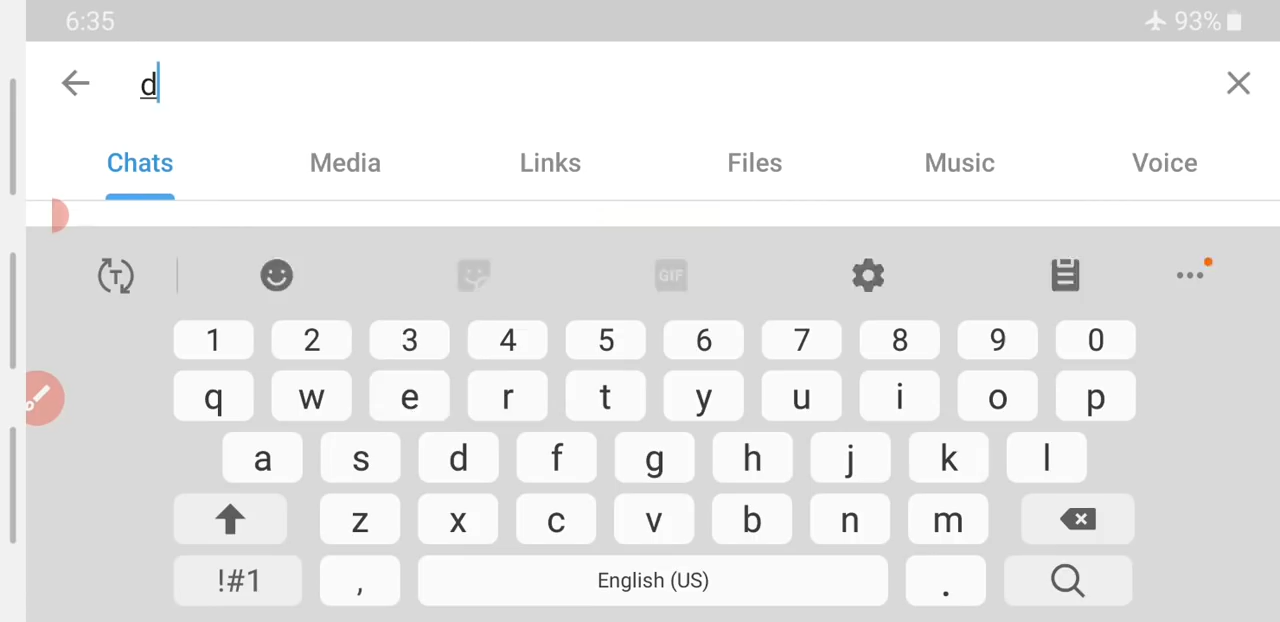 6:35 93%
d
Chats Media Links Files Music Voice
T GIF
1 2 3 4 5 6 7 8 9 0
q w e r t y u i o p
a s d f g h j k l
z x c v b n m
!#1 , English (US) .